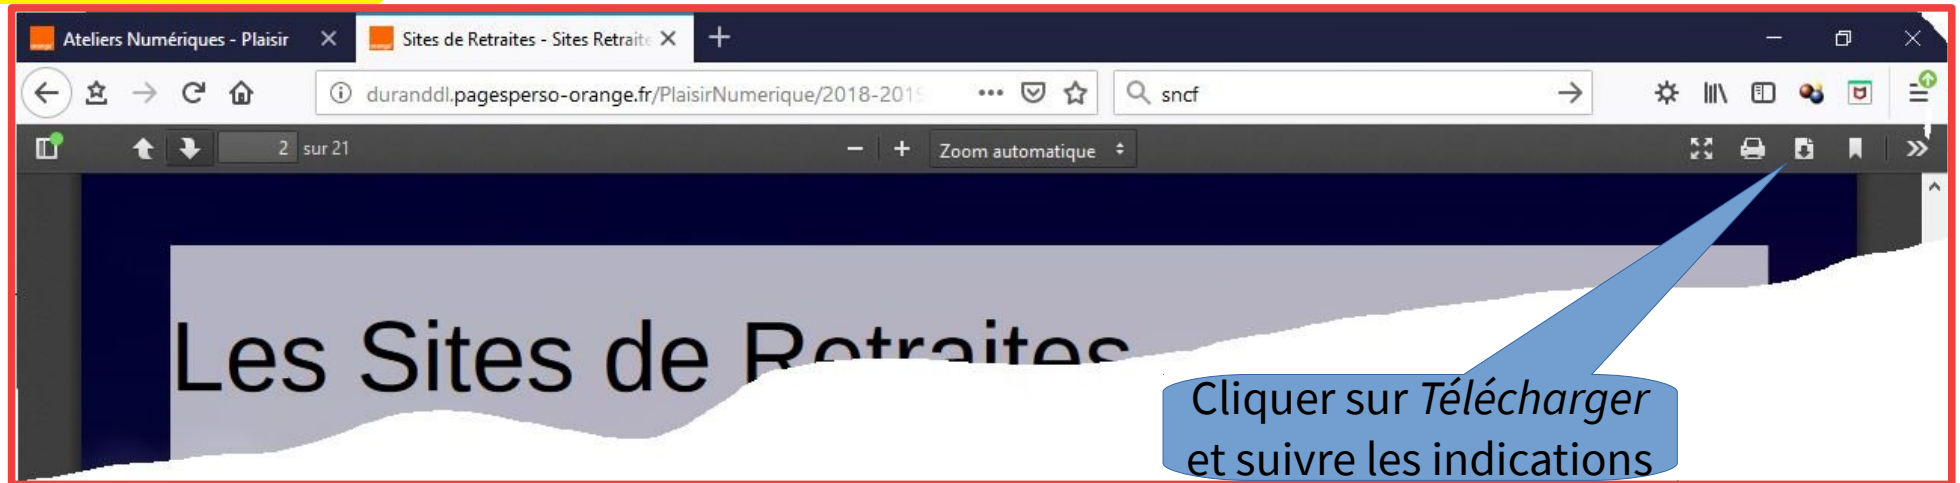 Ateliers Numériques - Plaisir
Sites de Retraites - Sites Retraite
duranddl.pagesperso-orange.fr/PlaisirNumerique/2018-2019
sncf
2 sur 21
Zoom automatique
Les Sites de Retraites
Cliquer sur Télécharger
et suivre les indications